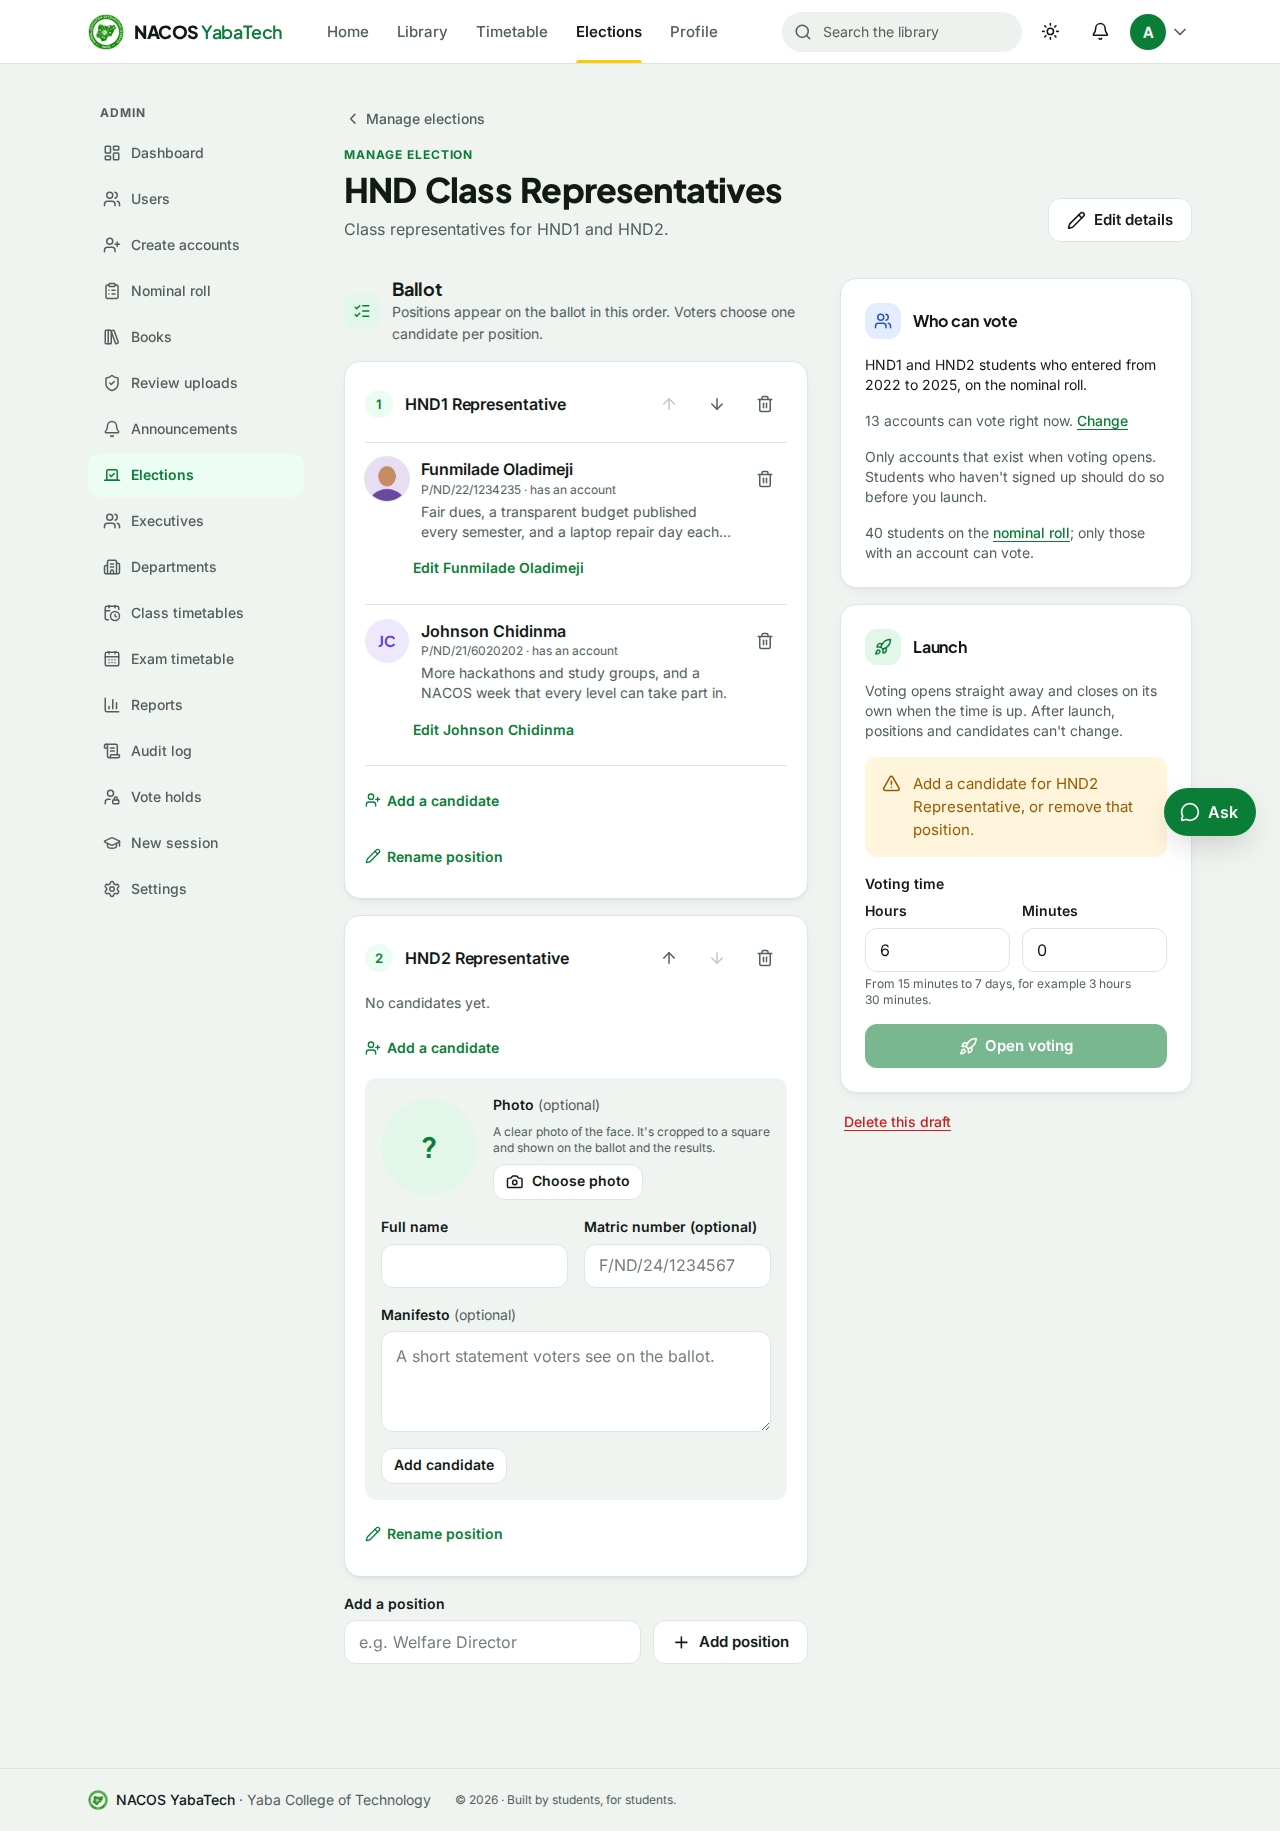 NACOS YabaTech
Home
Library
Timetable
Elections
Profile
Search the library
A
ADMIN
Dashboard
Users
Create accounts
Nominal roll
Books
Review uploads
Announcements
Elections
Executives
Departments
Class timetables
Exam timetable
Reports
Audit log
Vote holds
New session
Settings
Manage elections
MANAGE ELECTION
HND Class Representatives
Class representatives for HND1 and HND2.
Edit details
Ballot
Positions appear on the ballot in this order. Voters choose one
candidate per position.
1
HND1 Representative
Funmilade Oladimeji
P/ND/22/1234235 · has an account
Fair dues, a transparent budget published
every semester, and a laptop repair day each...
Edit Funmilade Oladimeji
JC
Johnson Chidinma
P/ND/21/6020202 · has an account
More hackathons and study groups, and a
NACOS week that every level can take part in.
Edit Johnson Chidinma
Add a candidate
Rename position
2
HND2 Representative
No candidates yet.
Add a candidate
?
Photo (optional)
A clear photo of the face. It's cropped to a square
and shown on the ballot and the results.
Choose photo
Full name
Matric number (optional)
F/ND/24/1234567
Manifesto (optional)
A short statement voters see on the ballot.
Add candidate
Rename position
Add a position
e.g. Welfare Director
Add position
Who can vote
HND1 and HND2 students who entered from
2022 to 2025, on the nominal roll.
13 accounts can vote right now. Change
Only accounts that exist when voting opens.
Students who haven't signed up should do so
before you launch.
40 students on the nominal roll; only those
with an account can vote.
Launch
Voting opens straight away and closes on its
own when the time is up. After launch,
positions and candidates can't change.
Add a candidate for HND2
Representative, or remove that
position.
Voting time
Hours
Minutes
6
0
From 15 minutes to 7 days, for example 3 hours
30 minutes.
Open voting
Delete this draft
Ask
NACOS YabaTech · Yaba College of Technology
© 2026 · Built by students, for students.